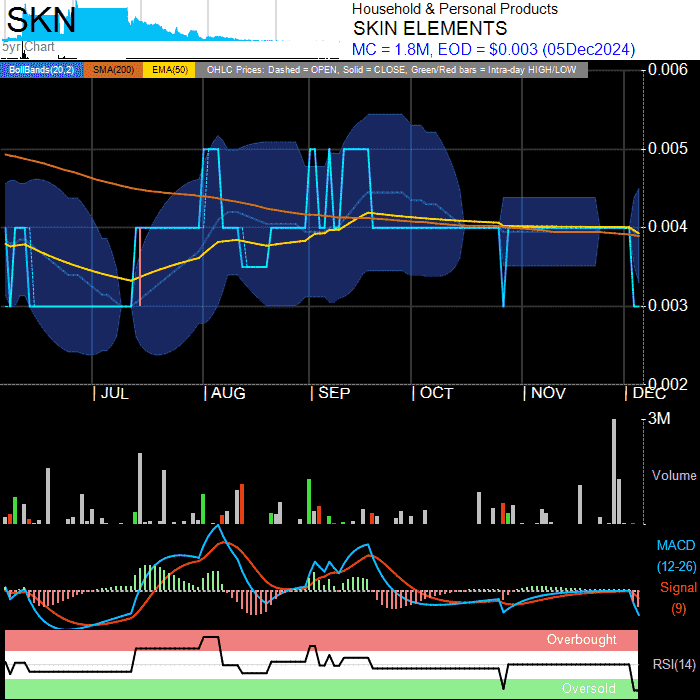 SKN
5yr Chart
Household & Personal Products
SKIN ELEMENTS
MC = 1.8M, EOD = $0.003 (05Dec2024)
BollBands(20,2) SMA(200) EMA(50) OHLC Prices: Dashed = OPEN, Solid = CLOSE, Green/Red bars = Intra-day HIGH/LOW
0.006
0.005
0.004
0.003
0.002
| JUL | AUG | SEP | OCT | NOV | DEC
3M
Volume
MACD
(12-26)
Signal
(9)
Overbought
RSI(14)
Oversold